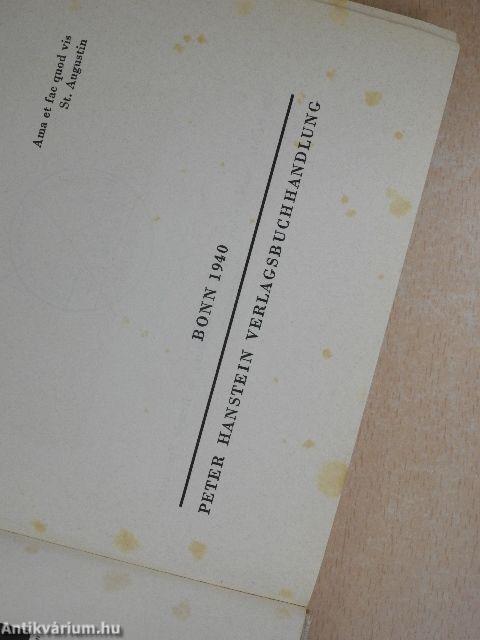 Ama et fac quod vis
St. Augustin
BONN 1940
PETER HANSTEIN VERLAGSBUCHHANDLUNG
Antikvárium.hu